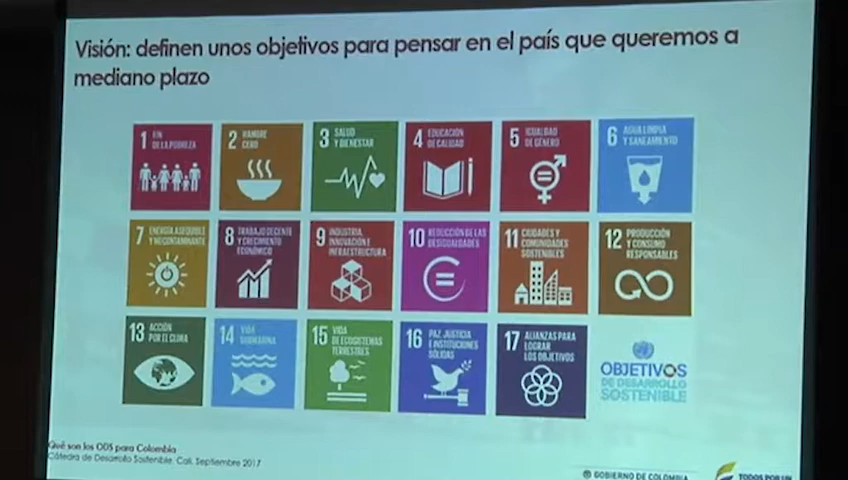 Visión: definen unos objetivos para pensar en el país que queremos a
mediano plazo
1 FIN
DE LA POBREZA
2 HAMBRE
CERO
3 SALUD
Y BIENESTAR
4 EDUCACIÓN
DE CALIDAD
5 IGUALDAD
DE GÉNERO
6 AGUA LIMPIA
Y SANEAMIENTO
7 ENERGÍA ASEQUIBLE
Y NO CONTAMINANTE
8 TRABAJO DECENTE
Y CRECIMIENTO
ECONÓMICO
9 INDUSTRIA,
INNOVACIÓN E
INFRAESTRUCTURA
10 REDUCCIÓN DE LAS
DESIGUALDADES
11 CIUDADES Y
COMUNIDADES
SOSTENIBLES
12 PRODUCCIÓN
Y CONSUMO
RESPONSABLES
13 ACCIÓN
POR EL CLIMA
14 VIDA
SUBMARINA
15 VIDA
DE ECOSISTEMAS
TERRESTRES
16 PAZ, JUSTICIA
E INSTITUCIONES
SÓLIDAS
17 ALIANZAS PARA
LOGRAR
LOS OBJETIVOS
OBJETIVOS
DE DESARROLLO
SOSTENIBLE
Qué son los ODS para Colombia
Cátedra de Desarrollo Sostenible. Cali, Septiembre 2017
GOBIERNO DE COLOMBIA
TODOS POR UN